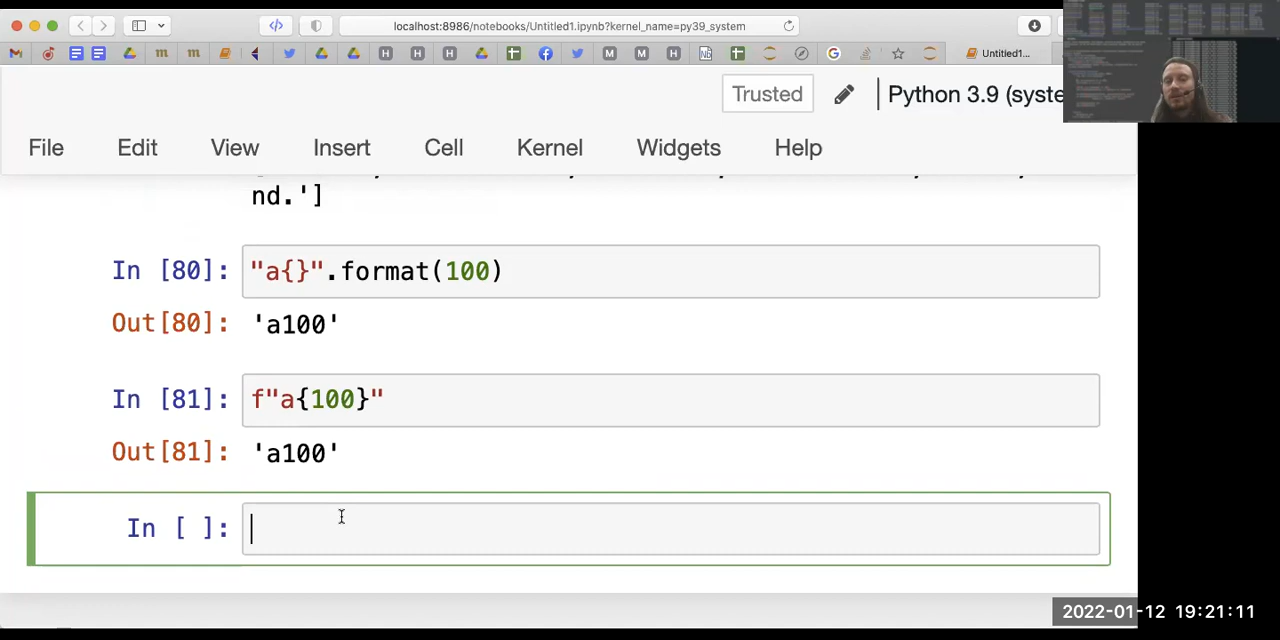 localhost:8986/notebooks/Untitled1.ipynb?kernel_name=py39_system
Untitled1...
Trusted
Python 3.9 (syste
File Edit View Insert Cell Kernel Widgets Help
nd.']
In [80]: "a{}".format(100)
Out[80]: 'a100'
In [81]: f"a{100}"
Out[81]: 'a100'
In [ ]:
2022-01-12 19:21:11